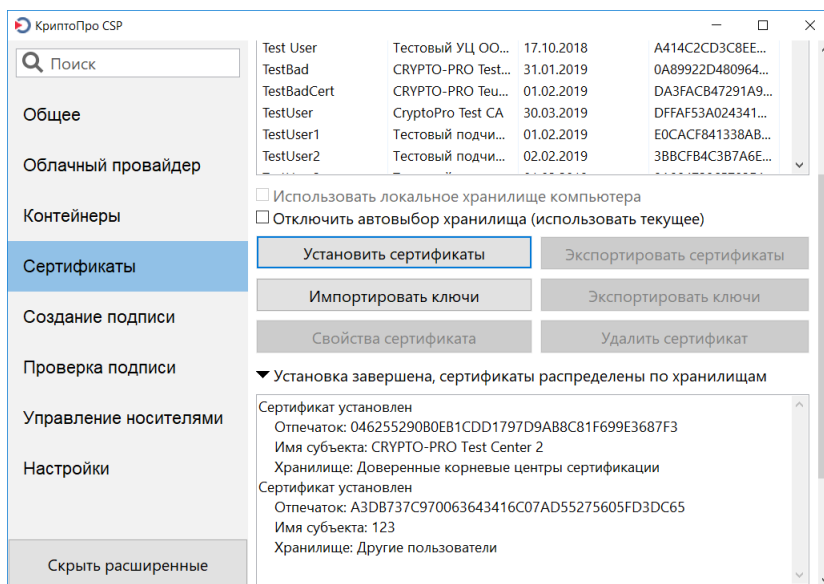 КриптоПро CSP
Поиск
Общее
Облачный провайдер
Контейнеры
Сертификаты
Создание подписи
Проверка подписи
Управление носителями
Настройки
Скрыть расширенные
Test User Тестовый УЦ ОО... 17.10.2018 A414C2CD3C8EE...
TestBad CRYPTO-PRO Test... 31.01.2019 0A89922D480964...
TestBadCert CRYPTO-PRO Teu... 01.02.2019 DA3FACB47291A9...
TestUser CryptoPro Test CA 30.03.2019 DFFAF53A024341...
TestUser1 Тестовый подчи... 01.02.2019 E0CACF841338AB...
TestUser2 Тестовый подчи... 02.02.2019 3BBCFB4C3B7A6E...
Использовать локальное хранилище компьютера
Отключить автовыбор хранилища (использовать текущее)
Установить сертификаты Экспортировать сертификаты
Импортировать ключи Экспортировать ключи
Свойства сертификата Удалить сертификат
Установка завершена, сертификаты распределены по хранилищам
Сертификат установлен
Отпечаток: 046255290B0EB1CDD1797D9AB8C81F699E3687F3
Имя субъекта: CRYPTO-PRO Test Center 2
Хранилище: Доверенные корневые центры сертификации
Сертификат установлен
Отпечаток: A3DB737C970063643416C07AD55275605FD3DC65
Имя субъекта: 123
Хранилище: Другие пользователи